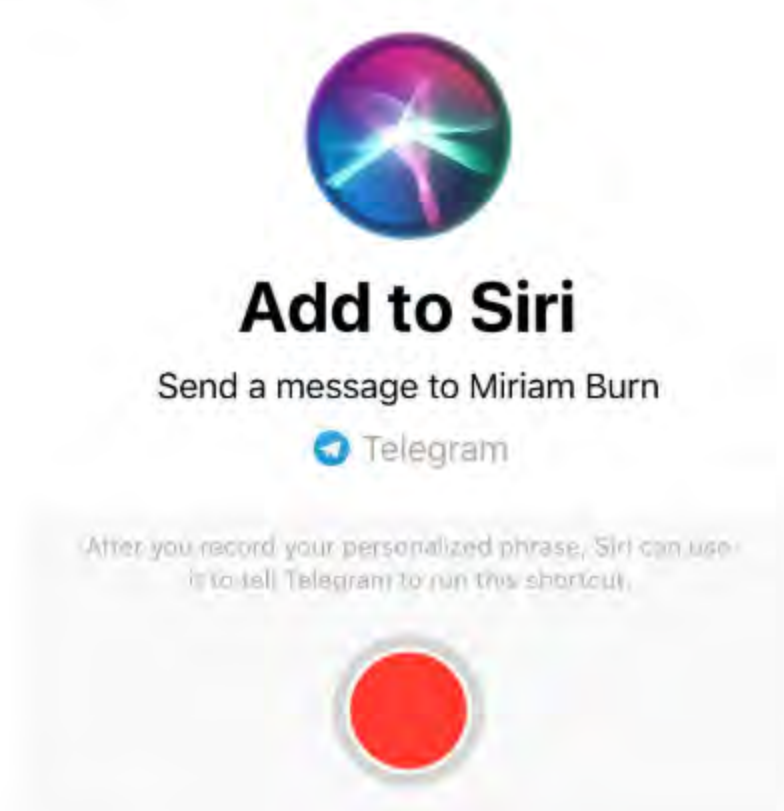 Add to Siri
Send a message to Miriam Burn
Telegram
After you record your personalized phrase, Siri can use
it to tell Telegram to run this shortcut.